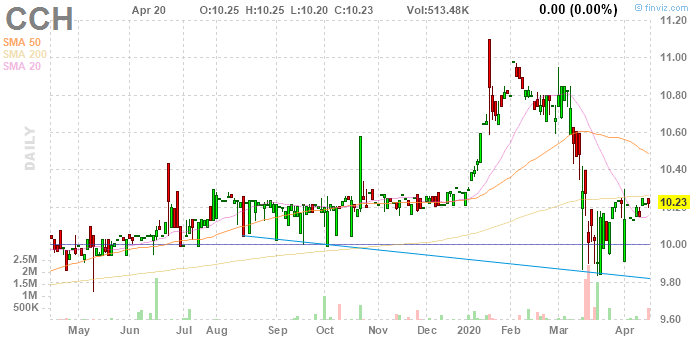 CCH
Apr 20 O:10.25 H:10.25 L:10.20 C:10.23 Vol:513.48K 0.00 (0.00%)
© finviz.com
SMA 50
SMA 200
SMA 20
DAILY
11.20
11.00
10.80
10.60
10.40
10.23
10.20
10.00
9.80
9.60
2.5M
2M
1.5M
1M
500K
May Jun Jul Aug Sep Oct Nov Dec 2020 Feb Mar Apr